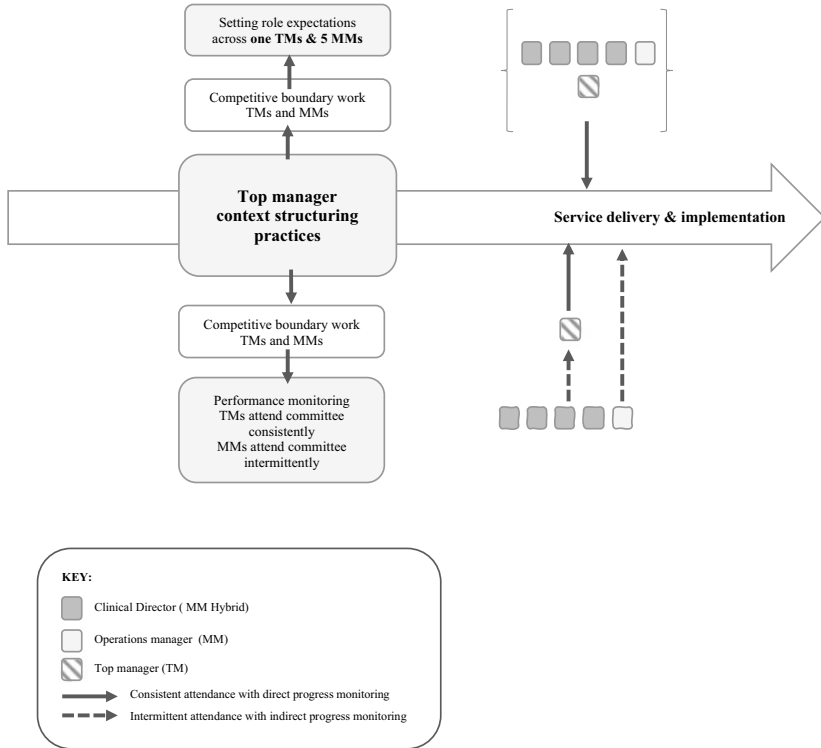 Setting role expectations
across one TMs & 5 MMs
Competitive boundary work
TMs and MMs
Top manager
context structuring
practices
Service delivery & implementation
Competitive boundary work
TMs and MMs
Performance monitoring
TMs attend committee
consistently
MMs attend committee
intermittently
KEY:
Clinical Director ( MM Hybrid)
Operations manager (MM)
Top manager (TM)
Consistent attendance with direct progress monitoring
Intermittent attendance with indirect progress monitoring